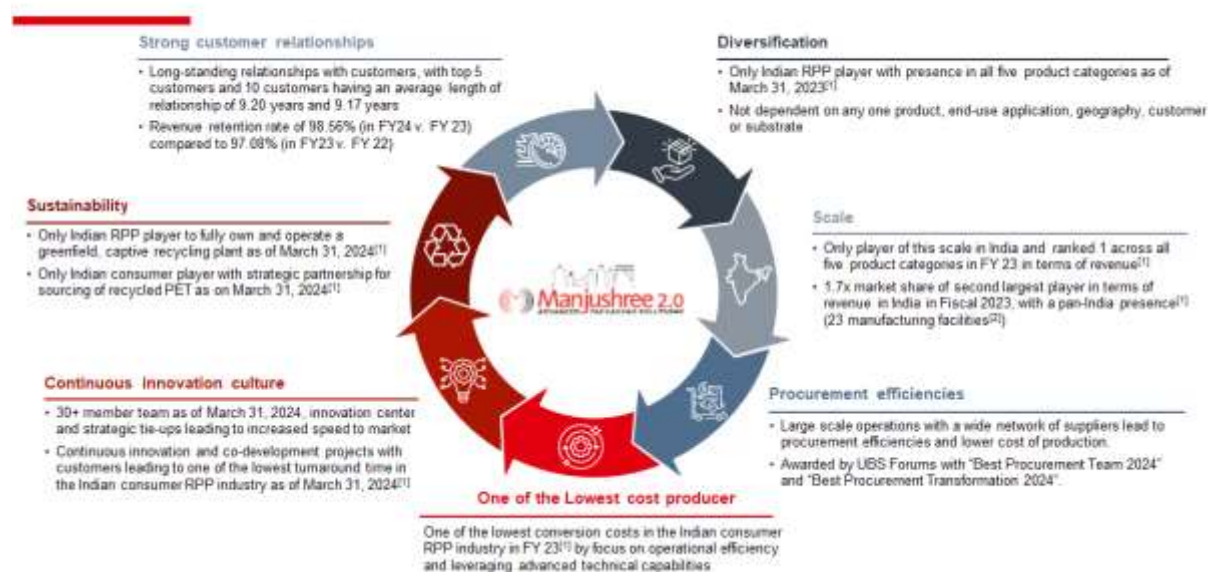 Strong customer relationships
• Long-standing relationships with customers, with top 5
customers and 10 customers having an average length of
relationship of 9.20 years and 9.17 years
• Revenue retention rate of 98.56% (in FY24 v. FY 23)
compared to 97.08% (in FY23 v. FY 22)
Diversification
• Only Indian RPP player with presence in all five product categories as of
March 31, 2023[1]
• Not dependent on any one product, end-use application, geography, customer
or substrate
Sustainability
• Only Indian RPP player to fully own and operate a
greenfield, captive recycling plant as of March 31, 2024[1]
• Only Indian consumer player with strategic partnership for
sourcing of recycled PET as on March 31, 2024[1]
Scale
• Only player of this scale in India and ranked 1 across all
five product categories in FY 23 in terms of revenue[1]
• 1.7x market share of second largest player in terms of
revenue in India in Fiscal 2023, with a pan-India presence[1]
(23 manufacturing facilities[2])
Manjushree 2.0
ADVANCED PACKAGING SOLUTIONS
Continuous innovation culture
• 30+ member team as of March 31, 2024, innovation center
and strategic tie-ups leading to increased speed to market
• Continuous innovation and co-development projects with
customers leading to one of the lowest turnaround time in
the Indian consumer RPP industry as of March 31, 2024[1]
Procurement efficiencies
• Large scale operations with a wide network of suppliers lead to
procurement efficiencies and lower cost of production.
• Awarded by UBS Forums with "Best Procurement Team 2024"
and "Best Procurement Transformation 2024".
One of the Lowest cost producer
One of the lowest conversion costs in the Indian consumer
RPP industry in FY 23[1] by focus on operational efficiency
and leveraging advanced technical capabilities